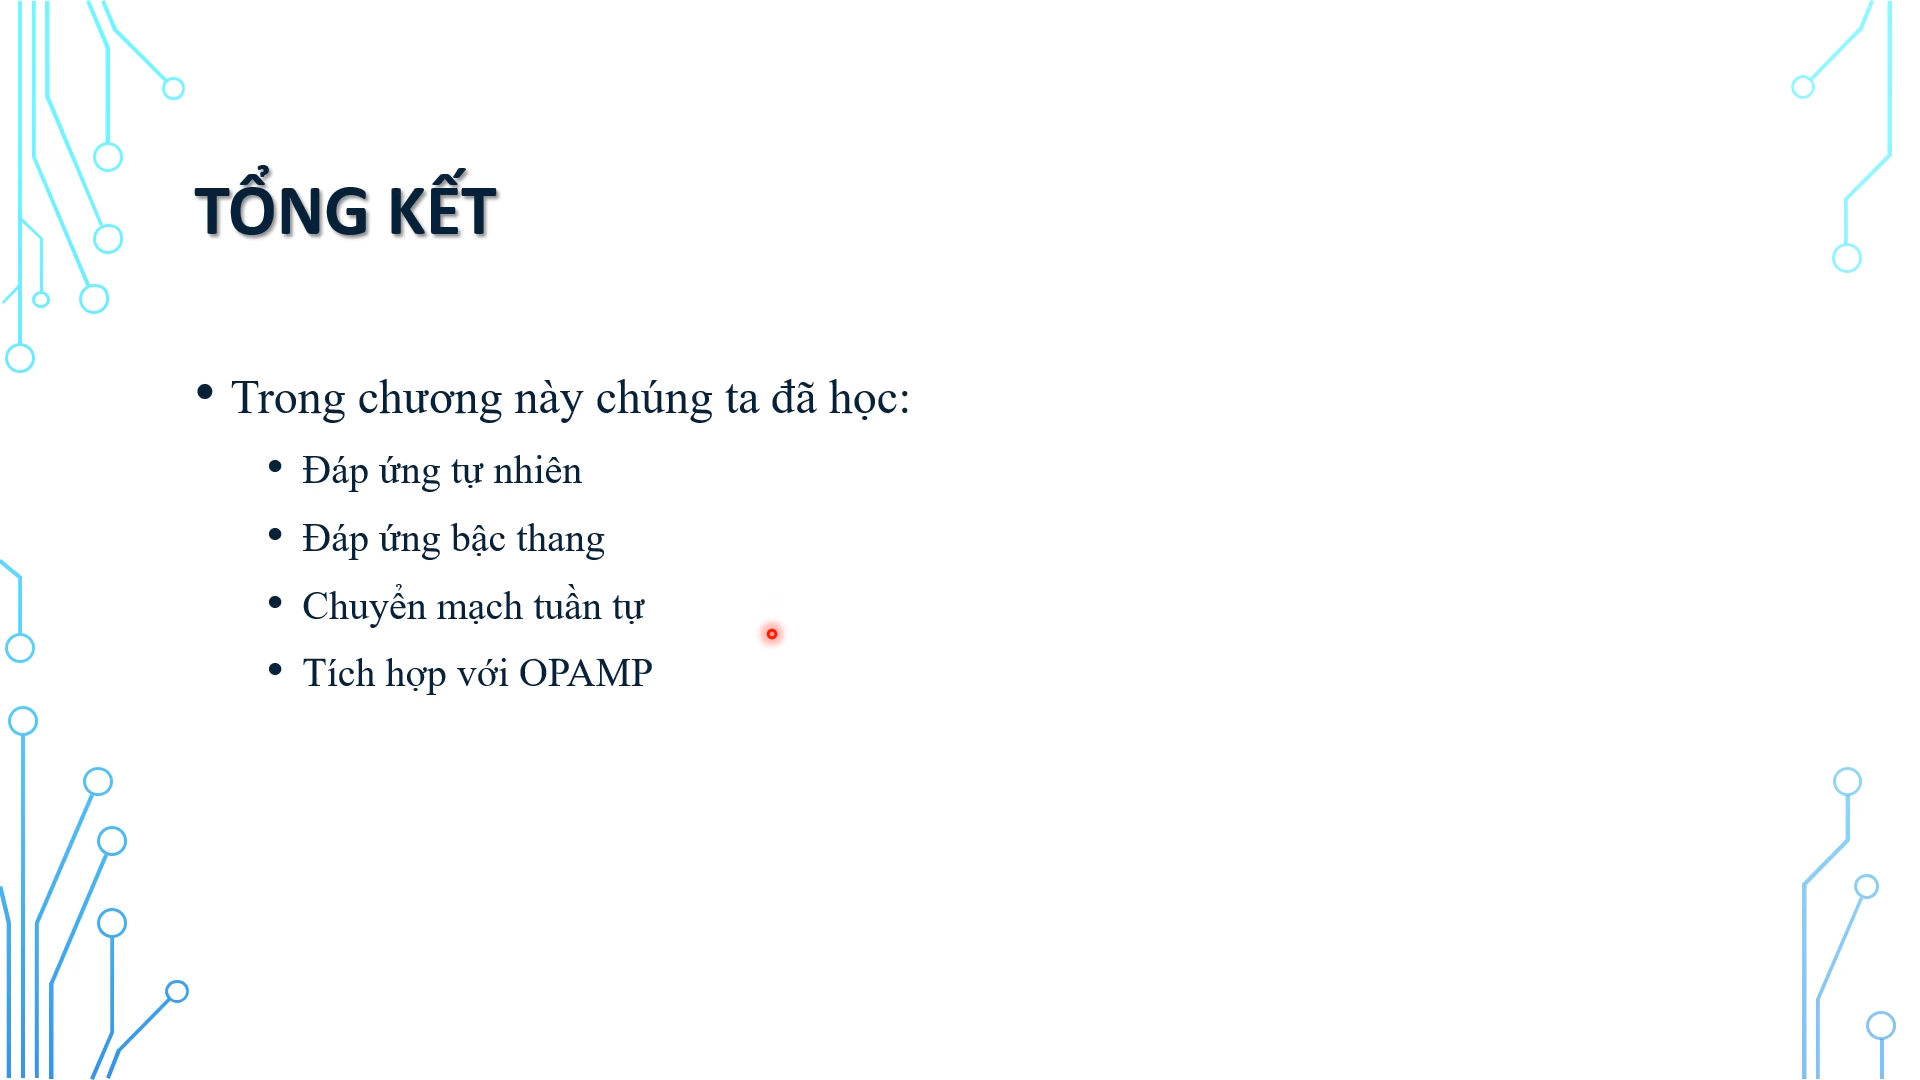 TỔNG KẾT
• Trong chương này chúng ta đã học:
• Đáp ứng tự nhiên
• Đáp ứng bậc thang
• Chuyển mạch tuần tự
• Tích hợp với OPAMP